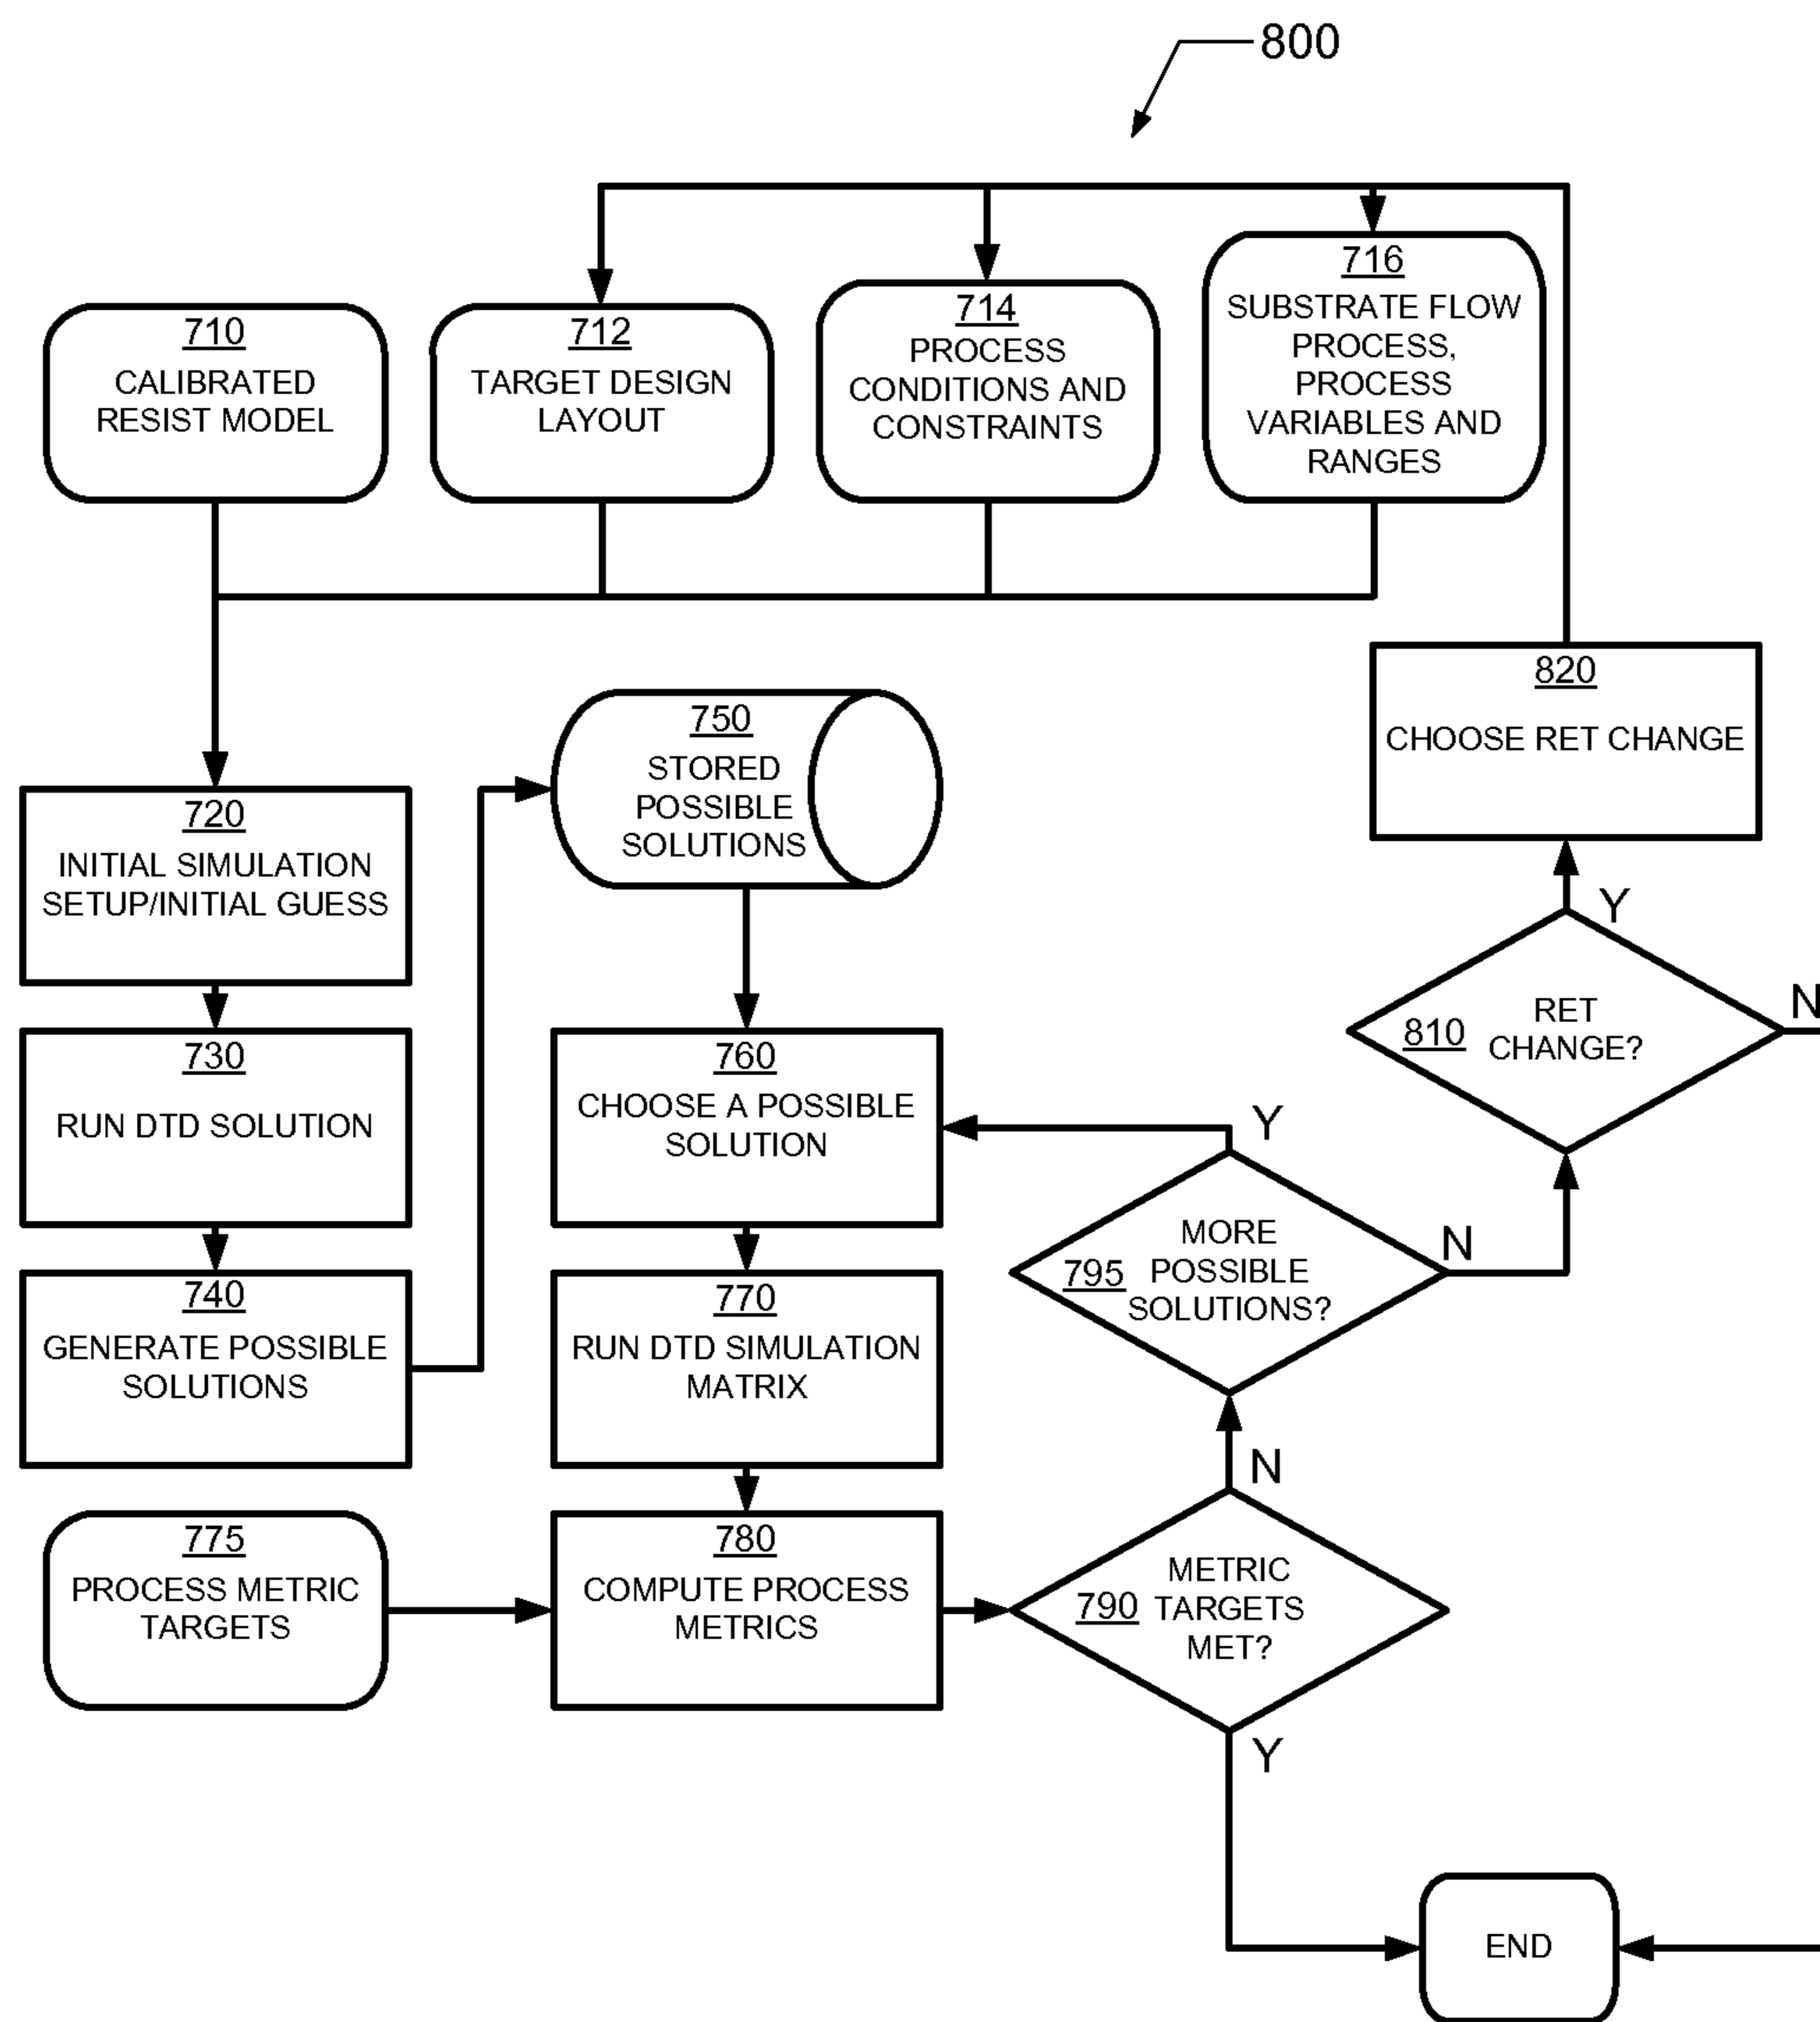 800
710
CALIBRATED
RESIST MODEL
712
TARGET DESIGN
LAYOUT
714
PROCESS
CONDITIONS AND
CONSTRAINTS
716
SUBSTRATE FLOW
PROCESS,
PROCESS
VARIABLES AND
RANGES
720
INITIAL SIMULATION
SETUP/INITIAL GUESS
730
RUN DTD SOLUTION
740
GENERATE POSSIBLE
SOLUTIONS
750
STORED
POSSIBLE
SOLUTIONS
760
CHOOSE A POSSIBLE
SOLUTION
770
RUN DTD SIMULATION
MATRIX
775
PROCESS METRIC
TARGETS
780
COMPUTE PROCESS
METRICS
790
METRIC
TARGETS
MET?
N
Y
795
MORE
POSSIBLE
SOLUTIONS?
Y
N
810
RET
CHANGE?
Y
N
820
CHOOSE RET CHANGE
END